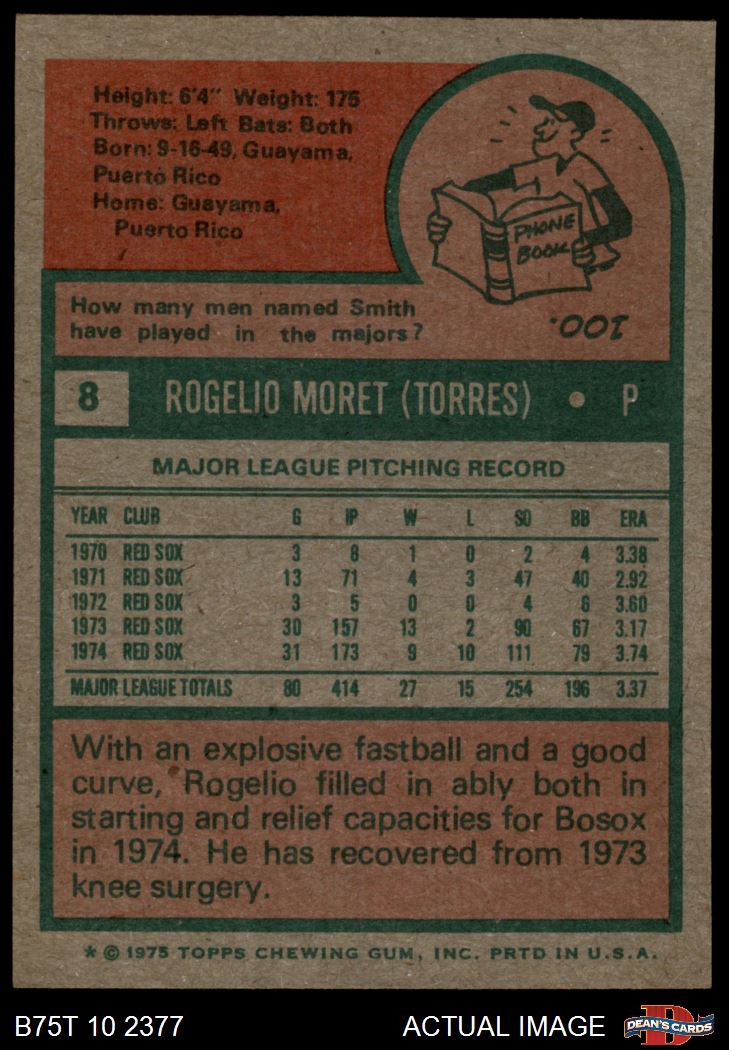 Height: 6'4" Weight: 175
Throws: Left Bats: Both
Born: 9-16-49, Guayama,
Puerto Rico
Home: Guayama,
Puerto Rico
PHONE
BOOK
How many men named Smith
have played in the majors?
100.
8 ROGELIO MORET (TORRES) • P
MAJOR LEAGUE PITCHING RECORD
YEAR CLUB G IP W L SO BB ERA
1970 RED SOX 3 8 1 0 2 4 3.38
1971 RED SOX 13 71 4 3 47 40 2.92
1972 RED SOX 3 5 0 0 4 6 3.60
1973 RED SOX 30 157 13 2 90 67 3.17
1974 RED SOX 31 173 9 10 111 79 3.74
MAJOR LEAGUE TOTALS 80 414 27 15 254 196 3.37
With an explosive fastball and a good
curve, Rogelio filled in ably both in
starting and relief capacities for Bosox
in 1974. He has recovered from 1973
knee surgery.
* © 1975 TOPPS CHEWING GUM, INC. PRTD IN U.S.A.
B75T 10 2377 ACTUAL IMAGE
D
DEAN'S CARDS